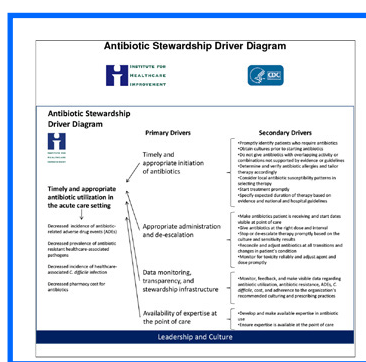 Antibiotic Stewardship Driver Diagram
INSTITUTE FOR
HEALTHCARE
IMPROVEMENT
CDC
Antibiotic Stewardship
Driver Diagram
Primary Drivers
Secondary Drivers
Timely and appropriate
antibiotic utilization in
the acute care setting
Decreased incidence of antibiotic-
related adverse drug events (ADEs)
Decreased prevalence of antibiotic
resistant healthcare-associated
pathogens
Decreased incidence of healthcare-
associated C. difficile infection
Decreased pharmacy cost for
antibiotics
Timely and
appropriate initiation
of antibiotics
•Promptly identify patients who require antibiotics
•Obtain cultures prior to starting antibiotics
•Do not give antibiotics with overlapping activity or
combinations not supported by evidence or guidelines
•Determine and verify antibiotic allergies and tailor
therapy accordingly
•Consider local antibiotic susceptibility patterns in
selecting therapy
•Start treatment promptly
•Specify expected duration of therapy based on
evidence and national and hospital guidelines
Appropriate administration
and de-escalation
•Make antibiotics patient is receiving and start dates
visible at point of care
•Give antibiotics at the right dose and interval
•Stop or de-escalate therapy promptly based on the
culture and sensitivity results
•Reconcile and adjust antibiotics at all transitions and
changes in patient's condition
•Monitor for toxicity reliably and adjust agent and
dose promptly
Data monitoring,
transparency, and
stewardship infrastructure
•Monitor, feedback, and make visible data regarding
antibiotic utilization, antibiotic resistance, ADEs, C.
difficile, cost, and adherence to the organization's
recommended culturing and prescribing practices
Availability of expertise at
the point of care
•Develop and make available expertise in antibiotic
use
•Ensure expertise is available at the point of care
Leadership and Culture